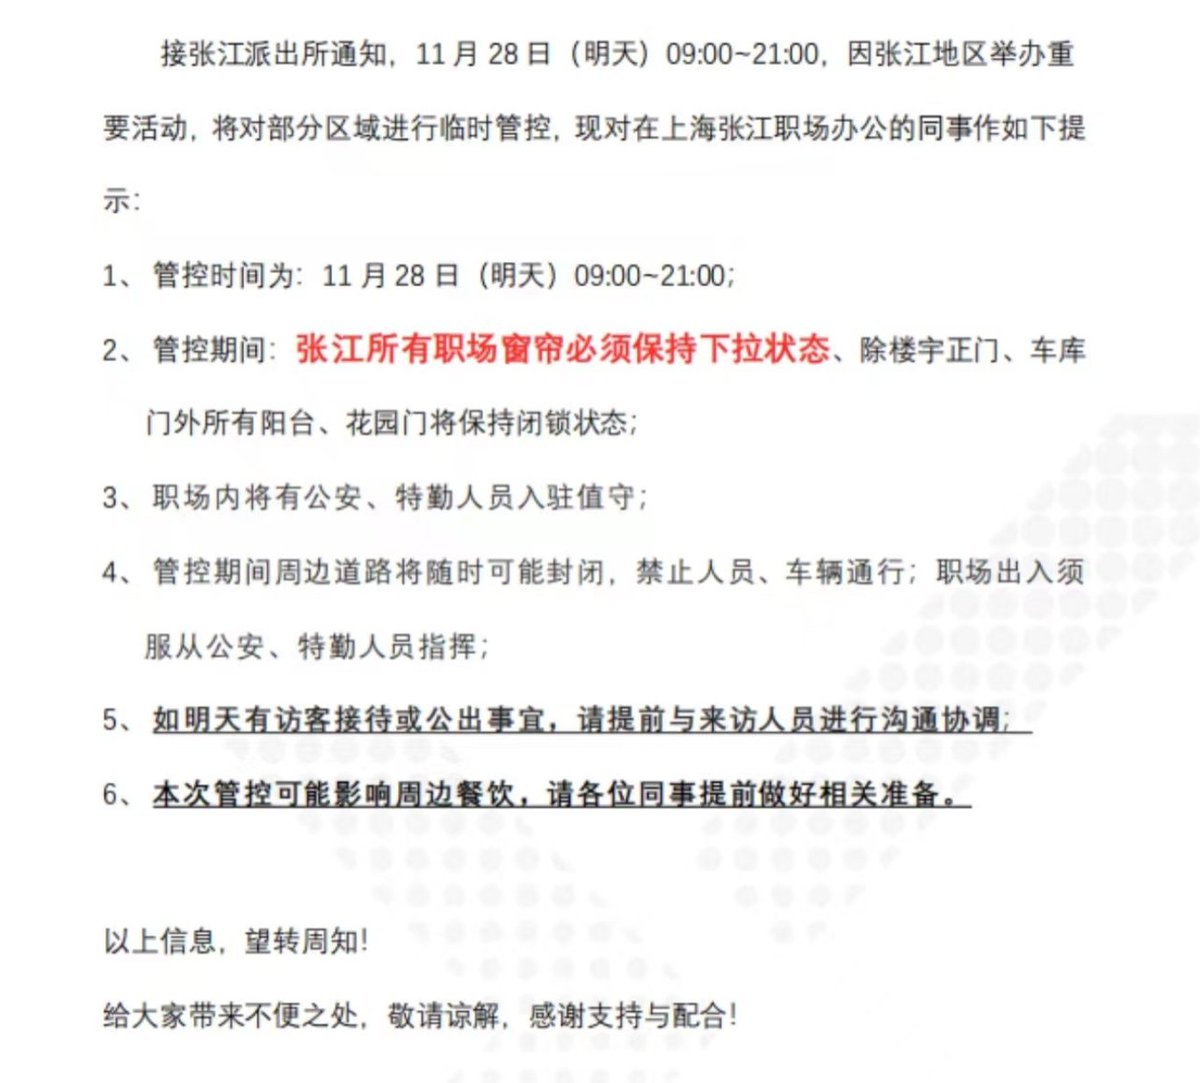 接张江派出所通知，11 月 28 日（明天）09:00~21:00，因张江地区举办重
要活动，将对部分区域进行临时管控，现对在上海张江职场办公的同事作如下提
示：
1、管控时间为：11 月 28 日（明天）09:00~21:00；
2、管控期间：张江所有职场窗帘必须保持下拉状态、除楼宇正门、车库
门外所有阳台、花园门将保持闭锁状态；
3、职场内将有公安、特勤人员入驻值守；
4、管控期间周边道路将随时可能封闭，禁止人员、车辆通行；职场出入须
服从公安、特勤人员指挥；
5、如明天有访客接待或公出事宜，请提前与来访人员进行沟通协调；
6、本次管控可能影响周边餐饮，请各位同事提前做好相关准备。
以上信息，望转周知！
给大家带来不便之处，敬请谅解，感谢支持与配合！